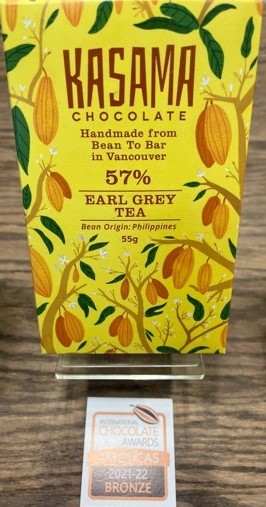 KASAMA
CHOCOLATE
Handmade from
Bean To Bar
in Vancouver
57%
EARL GREY
TEA
Bean Origin: Philippines
55g
INTERNATIONAL
CHOCOLATE
AWARDS
AMERICAS
2021-22
BRONZE